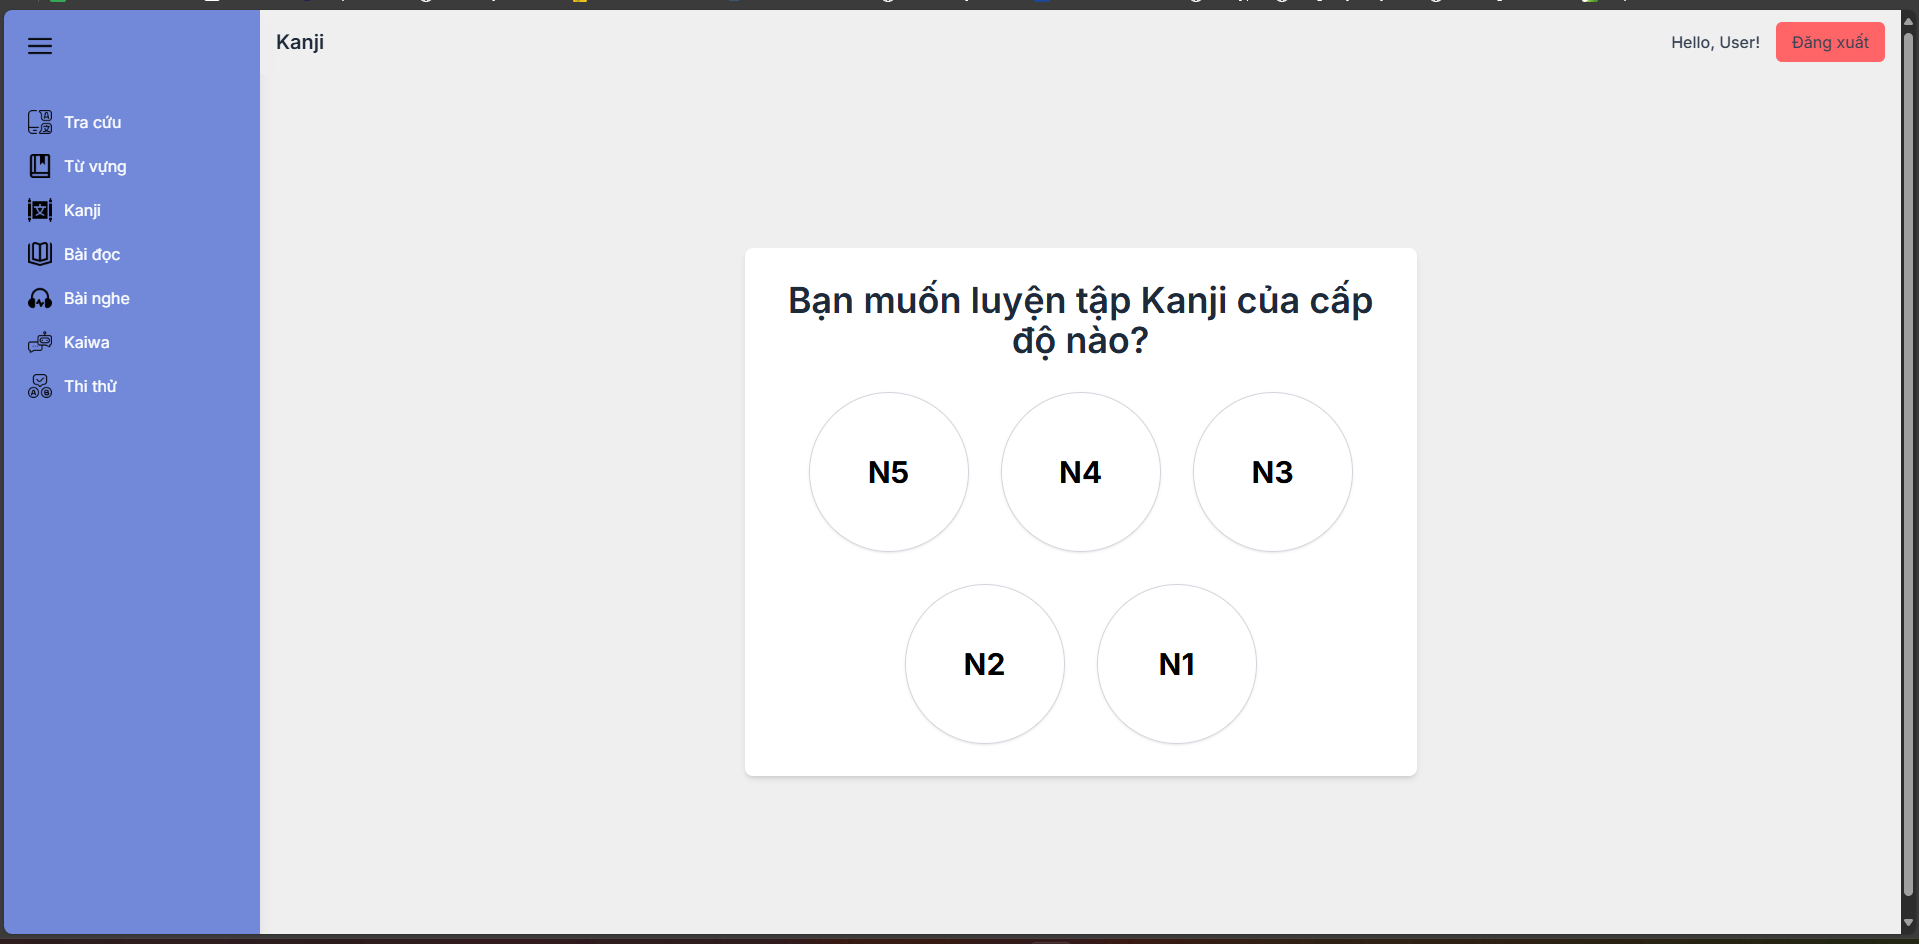 Kanji
Hello, User!
Đăng xuất
Tra cứu
Từ vựng
Kanji
Bài đọc
Bài nghe
Kaiwa
Thi thử
Bạn muốn luyện tập Kanji của cấp
độ nào?
N5
N4
N3
N2
N1